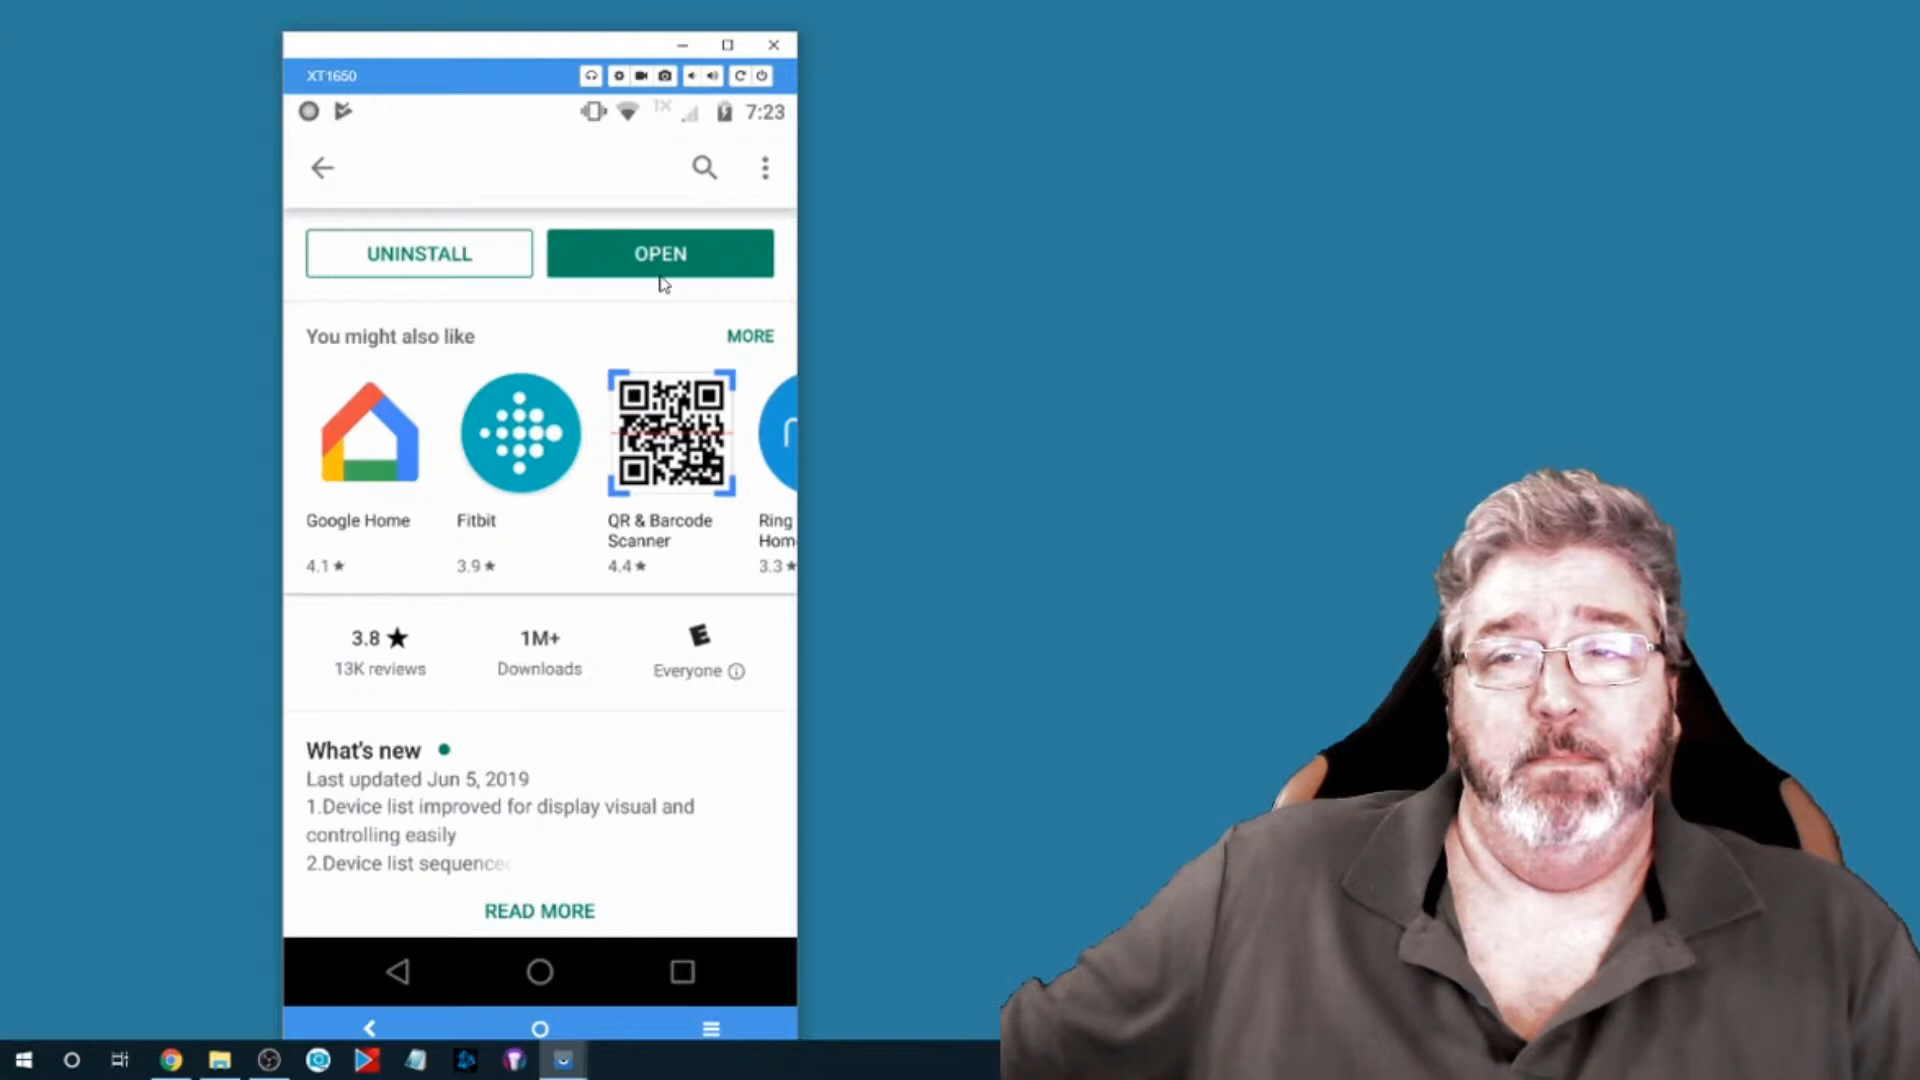 XT1650
1X
7:23
UNINSTALL
OPEN
You might also like
MORE
Google Home
Fitbit
QR & Barcode
Scanner
Ring
Hom
4.1★
3.9★
4.4★
3.3★
3.8★
1M+
E
13K reviews
Downloads
Everyone
What's new
Last updated Jun 5, 2019
1.Device list improved for display visual and
controlling easily
2.Device list sequence
READ MORE